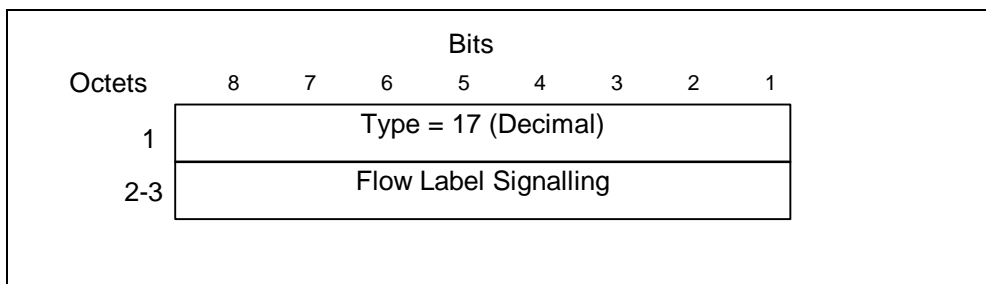 Bits
Octets 8 7 6 5 4 3 2 1
1 Type = 17 (Decimal)
2-3 Flow Label Signalling